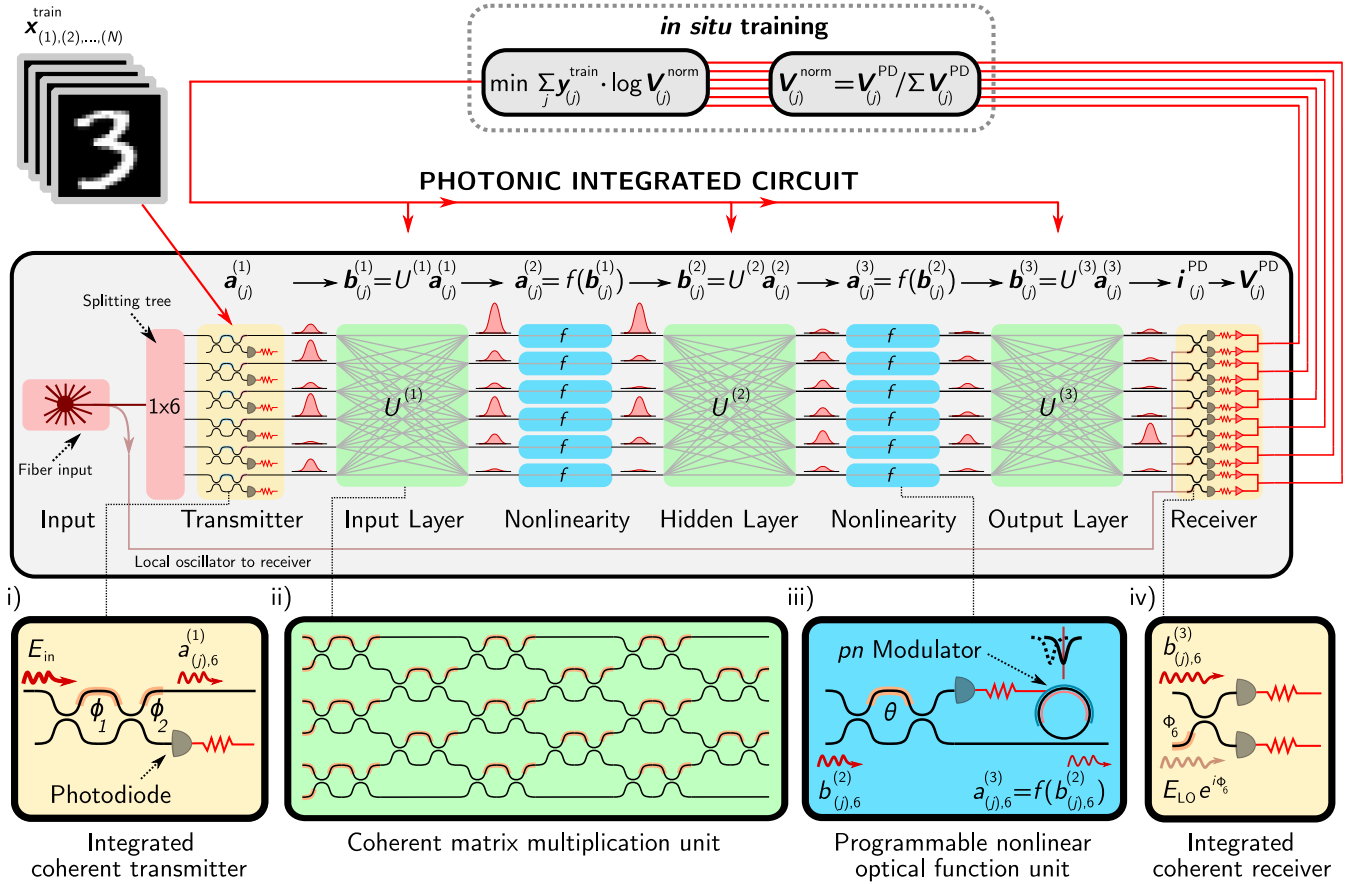 x^train_(1),(2),...,(N)
in situ training
min ∑_j y^train_(j) · log V^norm_(j)
V^norm_(j) = V^PD_(j) / Σ V^PD_(j)
PHOTONIC INTEGRATED CIRCUIT
a^(1)_(j) → b^(1)_(j) = U^(1) a^(1)_(j) → a^(2)_(j) = f(b^(1)_(j)) → b^(2)_(j) = U^(2) a^(2)_(j) → a^(3)_(j) = f(b^(2)_(j)) → b^(3)_(j) = U^(3) a^(3)_(j) → i^PD_(j) → V^PD_(j)
Splitting tree
1x6
Fiber input
U^(1)
f
f
f
f
f
f
U^(2)
f
f
f
f
f
f
U^(3)
Input
Transmitter
Input Layer
Nonlinearity
Hidden Layer
Nonlinearity
Output Layer
Receiver
Local oscillator to receiver
i)
E_in
a^(1)_(j),6
ϕ_1
ϕ_2
Photodiode
Integrated
coherent transmitter
ii)
Coherent matrix multiplication unit
iii)
pn Modulator
θ
b^(2)_(j),6
a^(3)_(j),6 = f(b^(2)_(j),6)
Programmable nonlinear
optical function unit
iv)
b^(3)_(j),6
Φ_6
E_LO e^iΦ_6
Integrated
coherent receiver